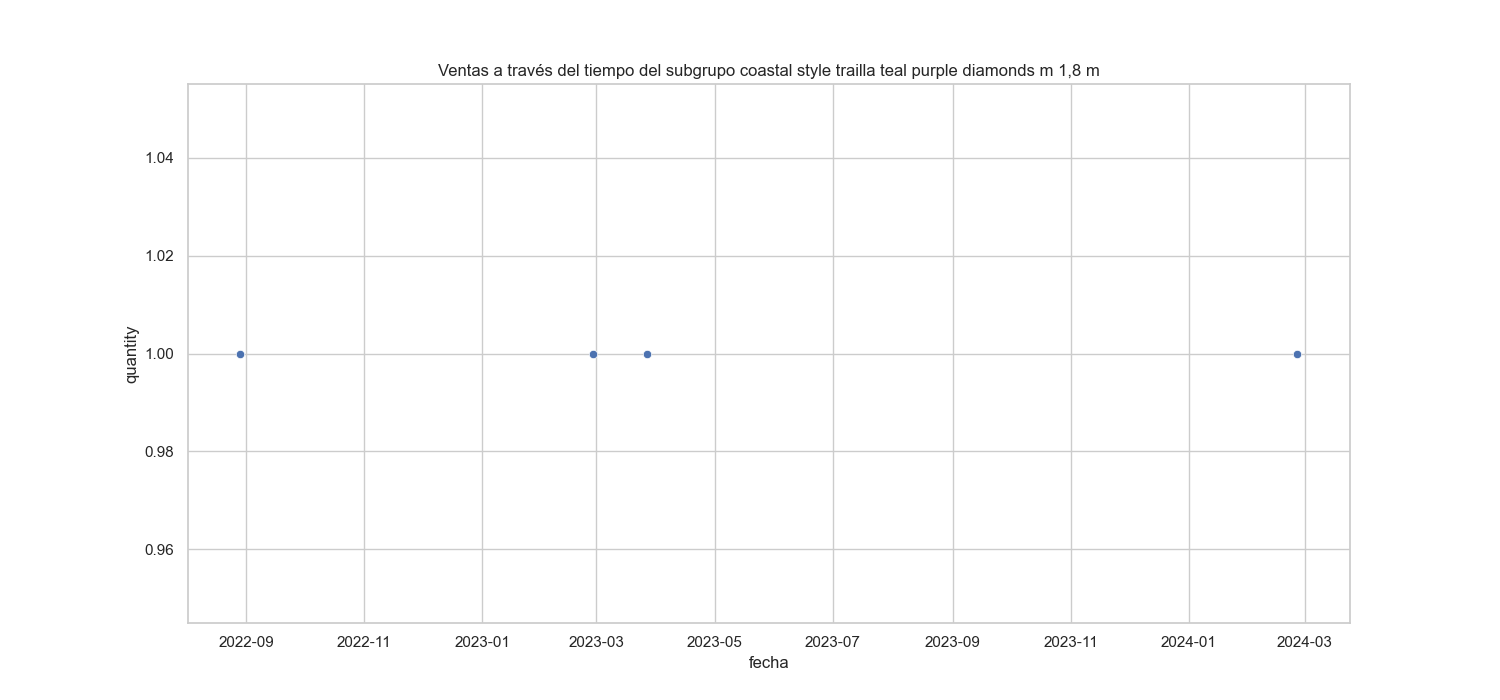 Ventas a través del tiempo del subgrupo coastal style trailla teal purple diamonds m 1,8 m
1.04
1.02
1.00
0.98
0.96
quantity
2022-09 2022-11 2023-01 2023-03 2023-05 2023-07 2023-09 2023-11 2024-01 2024-03
fecha